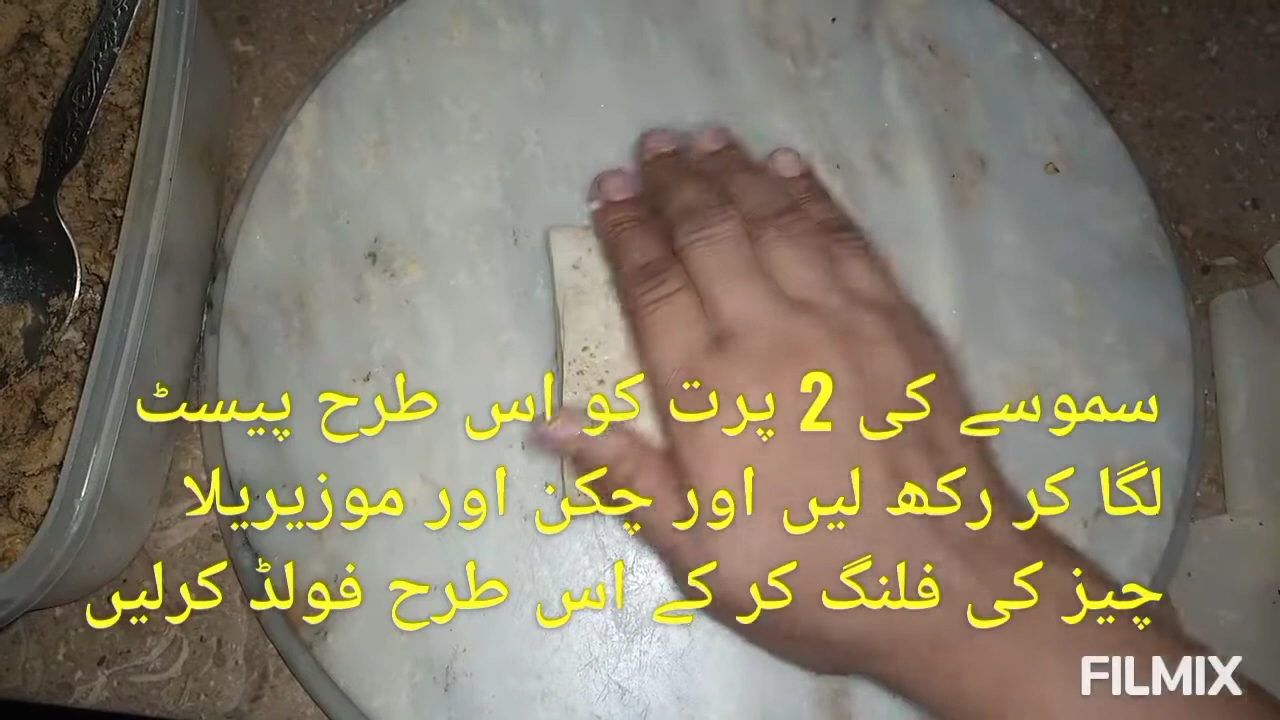 سموسے کی 2 پرت کو اس طرح پیسٹ
لگا کر رکھ لیں اور چکن اور موزیریلا
چیز کی فلنگ کر کے اس طرح فولڈ کرلیں
FILMIX